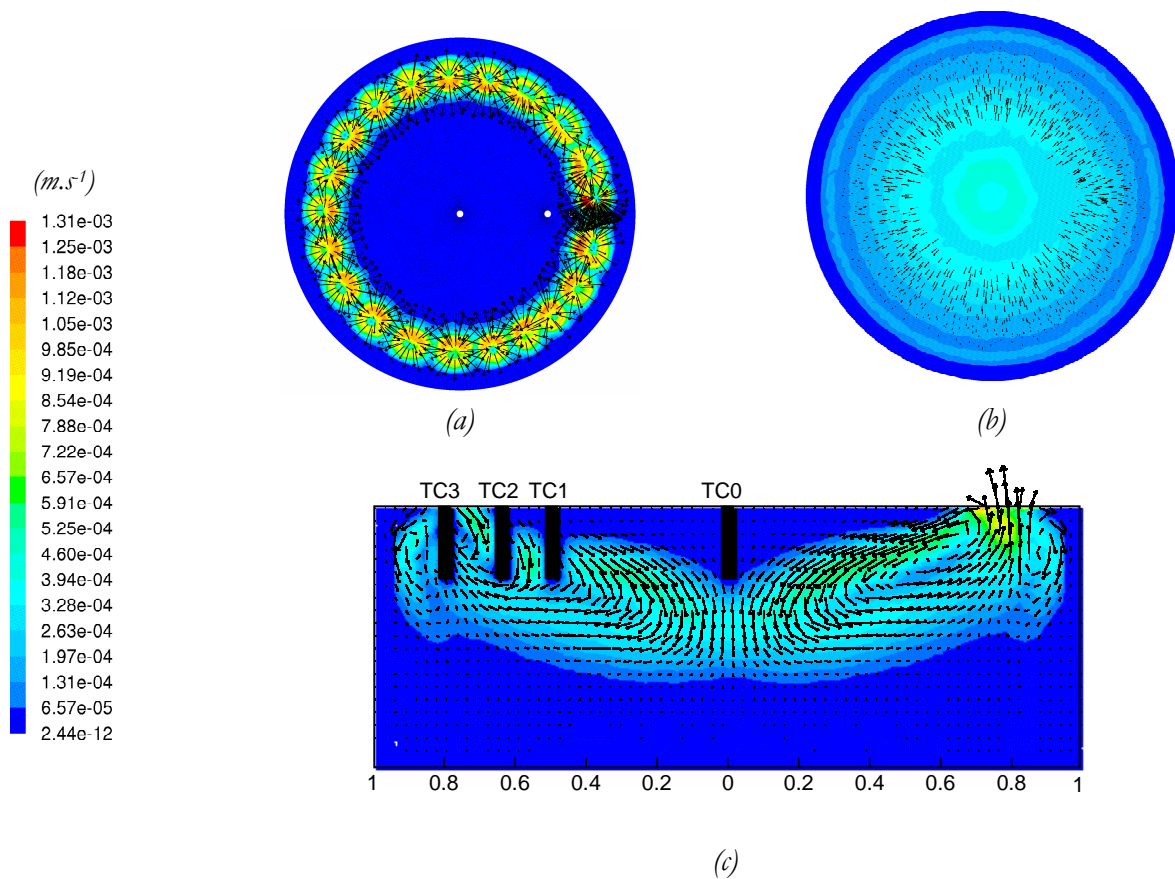 (m.s-1)
1.31e-03
1.25e-03
1.18e-03
1.12e-03
1.05e-03
9.85e-04
9.19e-04
8.54e-04
7.88e-04
7.22e-04
6.57e-04
5.91e-04
5.25e-04
4.60e-04
3.94e-04
3.28e-04
2.63e-04
1.97e-04
1.31e-04
6.57e-05
2.44e-12
(a)
(b)
TC3 TC2 TC1 TC0
1 0.8 0.6 0.4 0.2 0 0.2 0.4 0.6 0.8 1
(c)